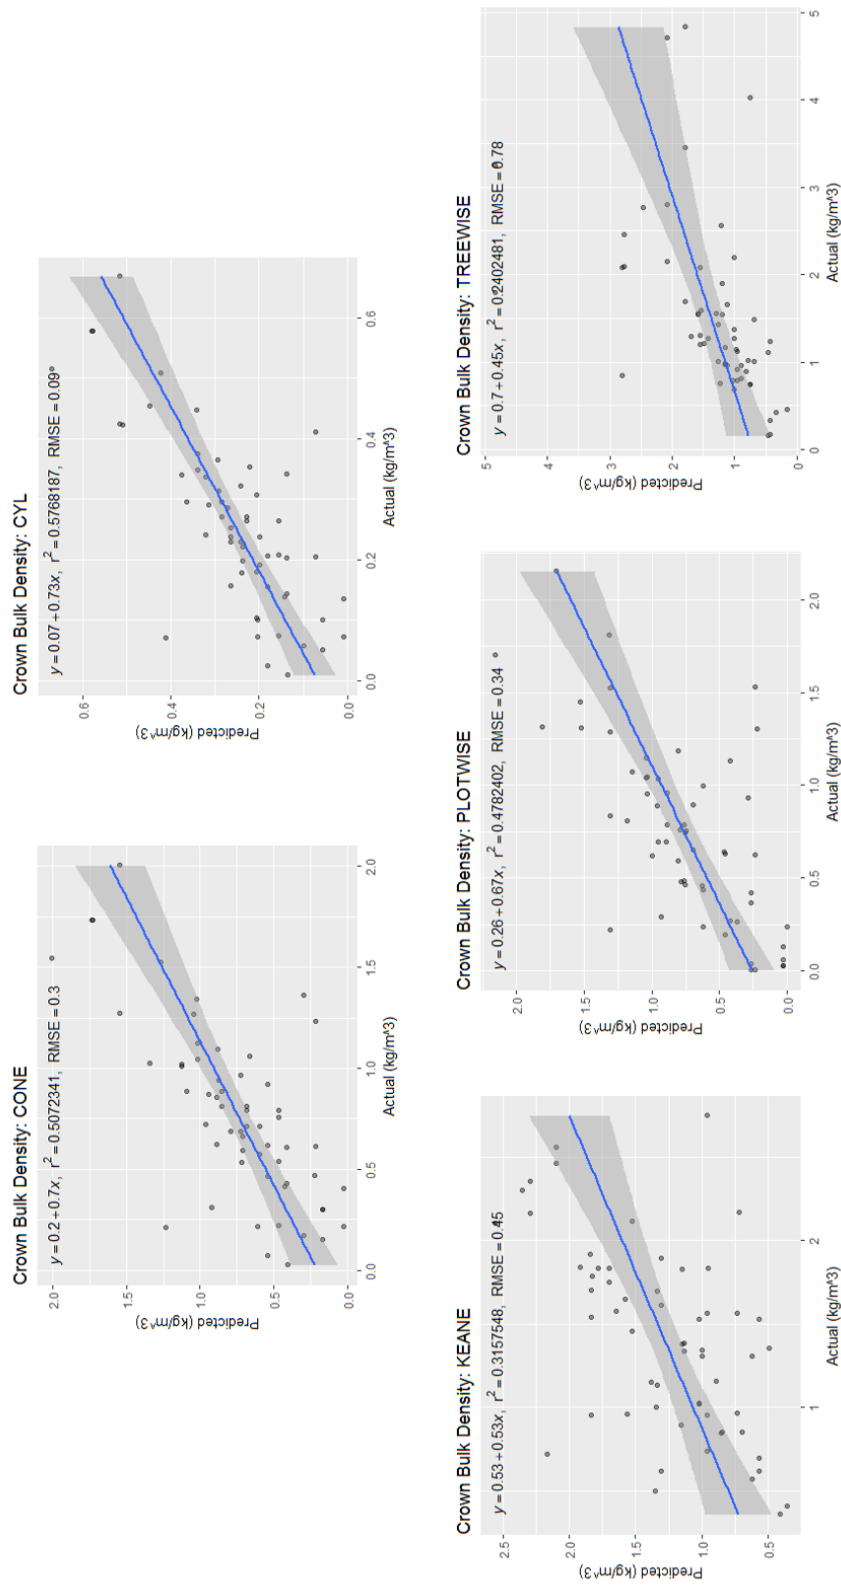 Crown Bulk Density: CONE
y = 0.2 + 0.7x, r^2 = 0.5072341, RMSE = 0.3
Predicted (kg/m^3)
2.0
1.5
1.0
0.5
0.0
0.0 0.5 1.0 1.5 2.0
Actual (kg/m^3)
Crown Bulk Density: CYL
y = 0.07 + 0.73x, r^2 = 0.5768187, RMSE = 0.09
Predicted (kg/m^3)
0.6
0.4
0.2
0.0
0.0 0.2 0.4 0.6
Actual (kg/m^3)
Crown Bulk Density: KEANE
y = 0.53 + 0.53x, r^2 = 0.3157548, RMSE = 0.45
Predicted (kg/m^3)
2.5
2.0
1.5
1.0
0.5
1 2
Actual (kg/m^3)
Crown Bulk Density: PLOTWISE
y = 0.26 + 0.67x, r^2 = 0.4782402, RMSE = 0.34
Predicted (kg/m^3)
2.0
1.5
1.0
0.5
0.0
0.0 0.5 1.0 1.5 2.0
Actual (kg/m^3)
Crown Bulk Density: TREEWISE
y = 0.7 + 0.45x, r^2 = 0.2402481, RMSE = 0.78
Predicted (kg/m^3)
5
4
3
2
1
0
0 1 2 3 4 5
Actual (kg/m^3)